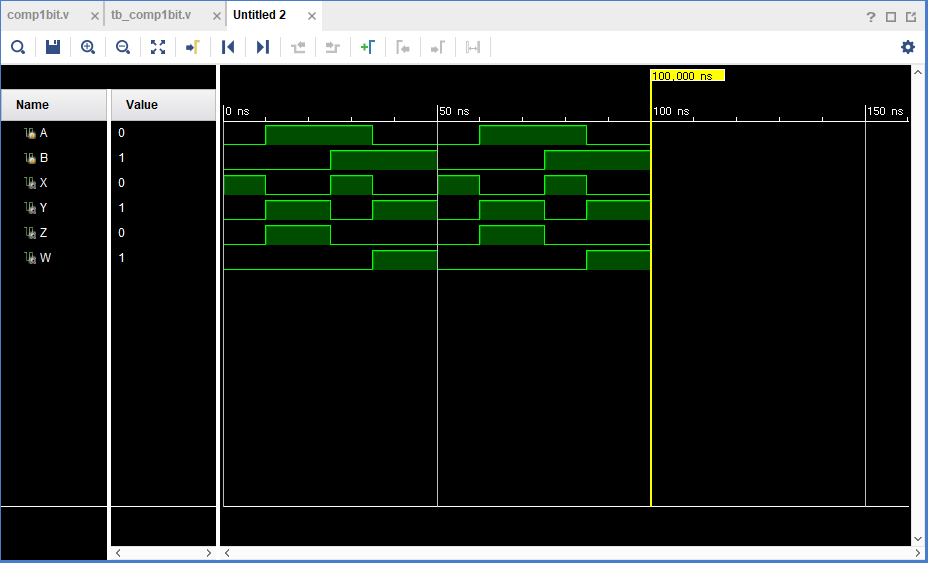 comp1bit.v tb_comp1bit.v Untitled 2
100,000 ns
Name Value
0 ns 50 ns 100 ns 150 ns
A 0
B 1
X 0
Y 1
Z 0
W 1